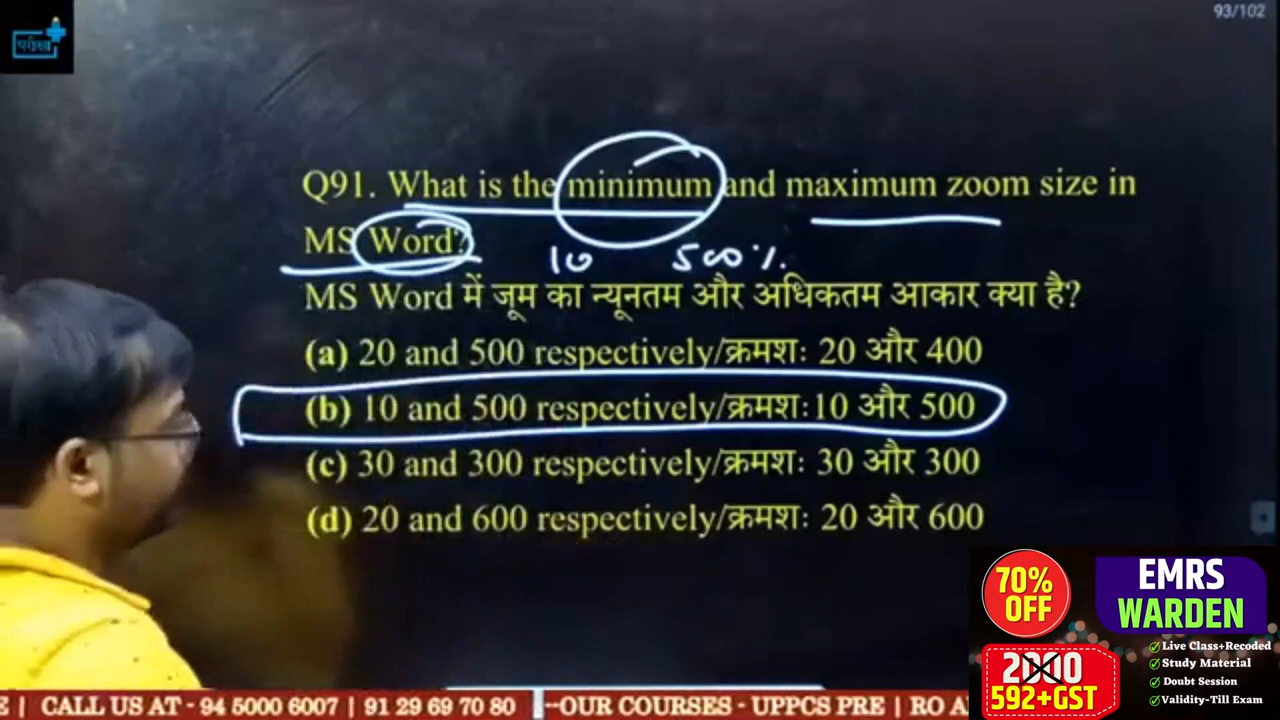 परीक्षा
93/102
Q91. What is the minimum and maximum zoom size in
MS Word?
10 500%.
MS Word में जूम का न्यूनतम और अधिकतम आकार क्या है?
(a) 20 and 500 respectively/क्रमशः 20 और 400
(b) 10 and 500 respectively/क्रमशः10 और 500
(c) 30 and 300 respectively/क्रमशः 30 और 300
(d) 20 and 600 respectively/क्रमशः 20 और 600
70%
OFF
EMRS
WARDEN
2000
592+GST
Live Class+Recoded
Study Material
Doubt Session
Validity-Till Exam
E | CALL US AT - 94 5000 6007 | 91 29 69 70 80 --OUR COURSES - UPPCS PRE | RO A